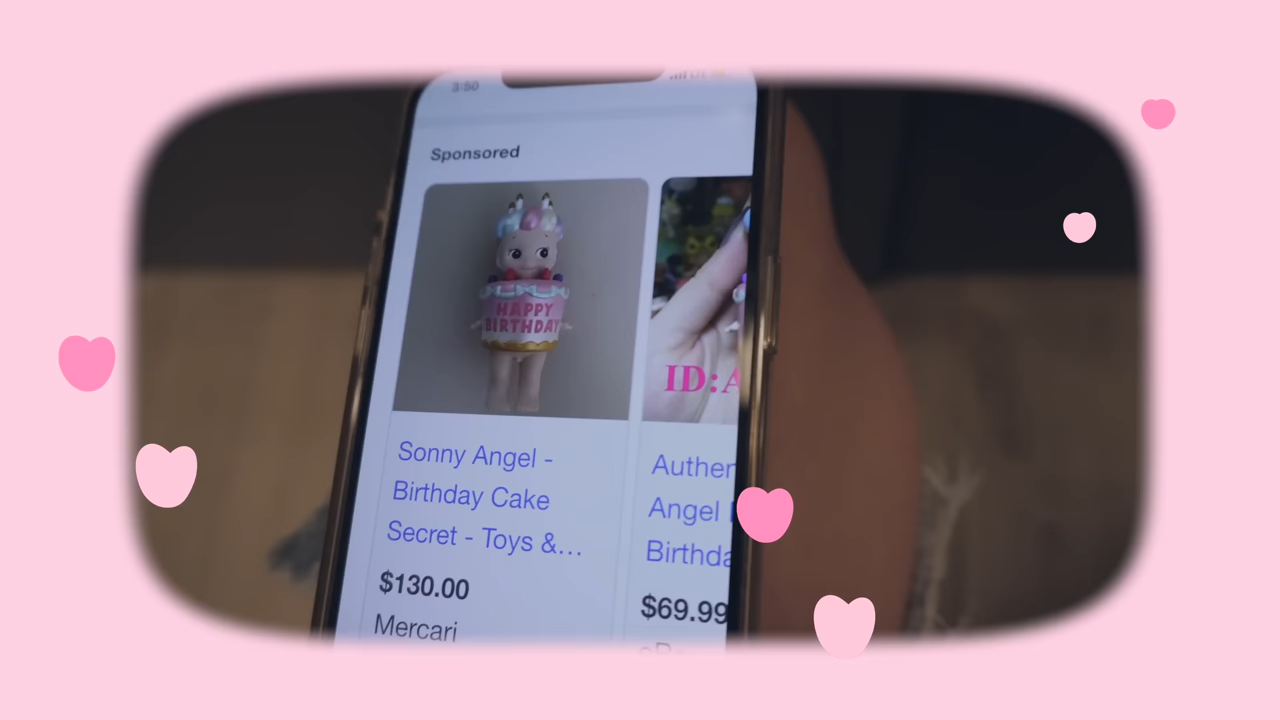 3:50
Sponsored
HAPPY
BIRTHDAY
ID:A
Sonny Angel -
Birthday Cake
Secret - Toys &...
$130.00
Mercari
Auther
Angel
Birthda
$69.99